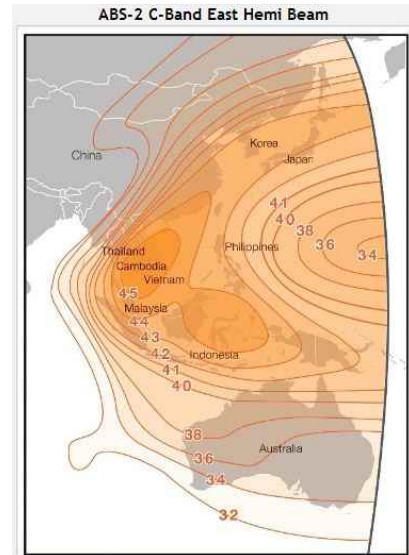 ABS-2 C-Band East Hemi Beam
Korea
China
Japan
41
40
38
36
34
Thailand
Philippines
Cambodia
Vietnam
45
Malaysia
44
43
42
Indonesia
41
40
38
36
Australia
34
32